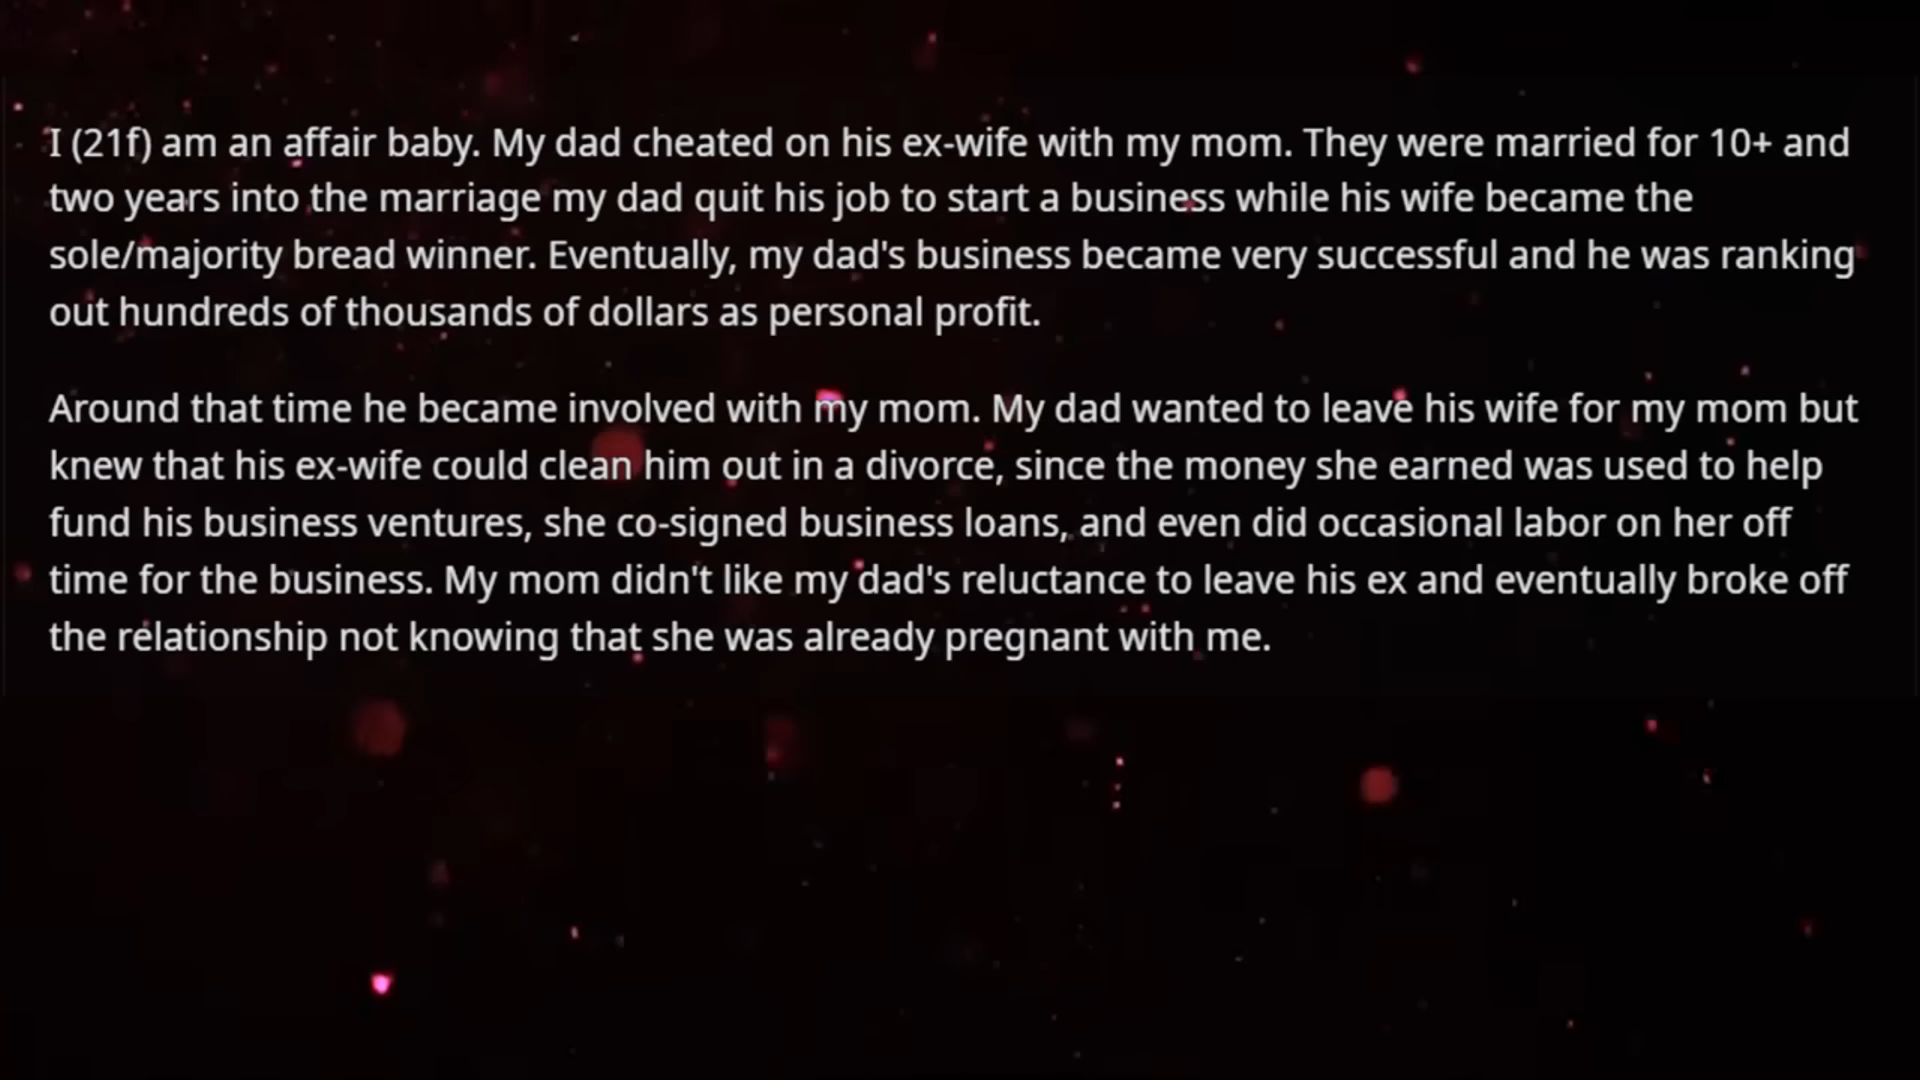 I (21f) am an affair baby. My dad cheated on his ex-wife with my mom. They were married for 10+ and
two years into the marriage my dad quit his job to start a business while his wife became the
sole/majority bread winner. Eventually, my dad's business became very successful and he was ranking
out hundreds of thousands of dollars as personal profit.
Around that time he became involved with my mom. My dad wanted to leave his wife for my mom but
knew that his ex-wife could clean him out in a divorce, since the money she earned was used to help
fund his business ventures, she co-signed business loans, and even did occasional labor on her off
time for the business. My mom didn't like my dad's reluctance to leave his ex and eventually broke off
the relationship not knowing that she was already pregnant with me.